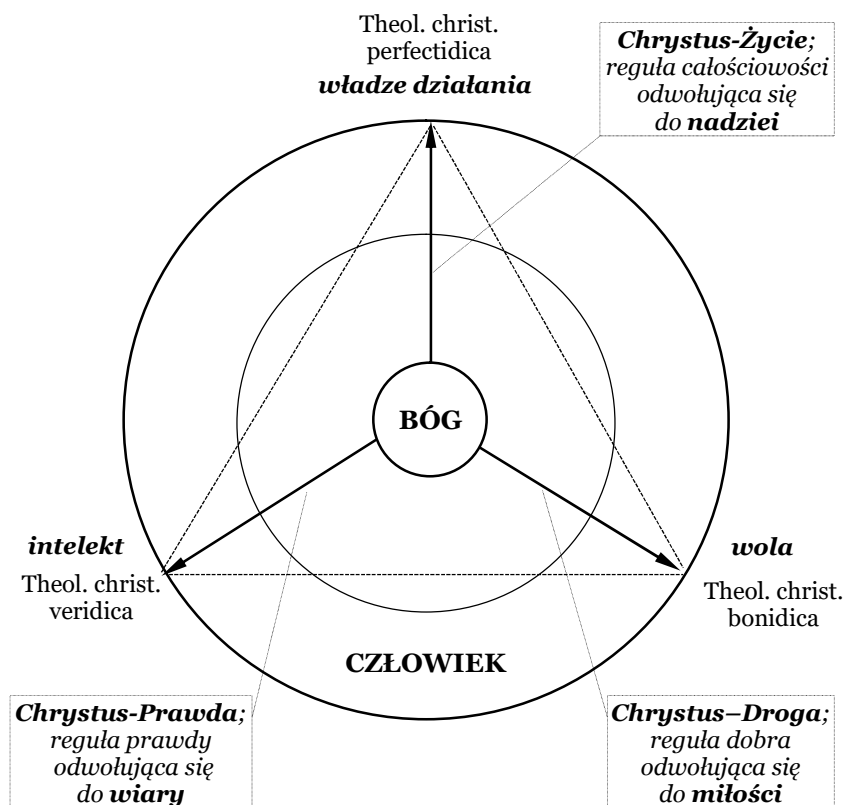 Theol. christ.
perfectidica
władze działania
Chrystus-Życie;
reguła całościowości
odwołująca się
do nadziei
BÓG
intelekt
Theol. christ.
veridica
wola
Theol. christ.
bonidica
CZŁOWIEK
Chrystus-Prawda;
reguła prawdy
odwołująca się
do wiary
Chrystus–Droga;
reguła dobra
odwołująca się
do miłości